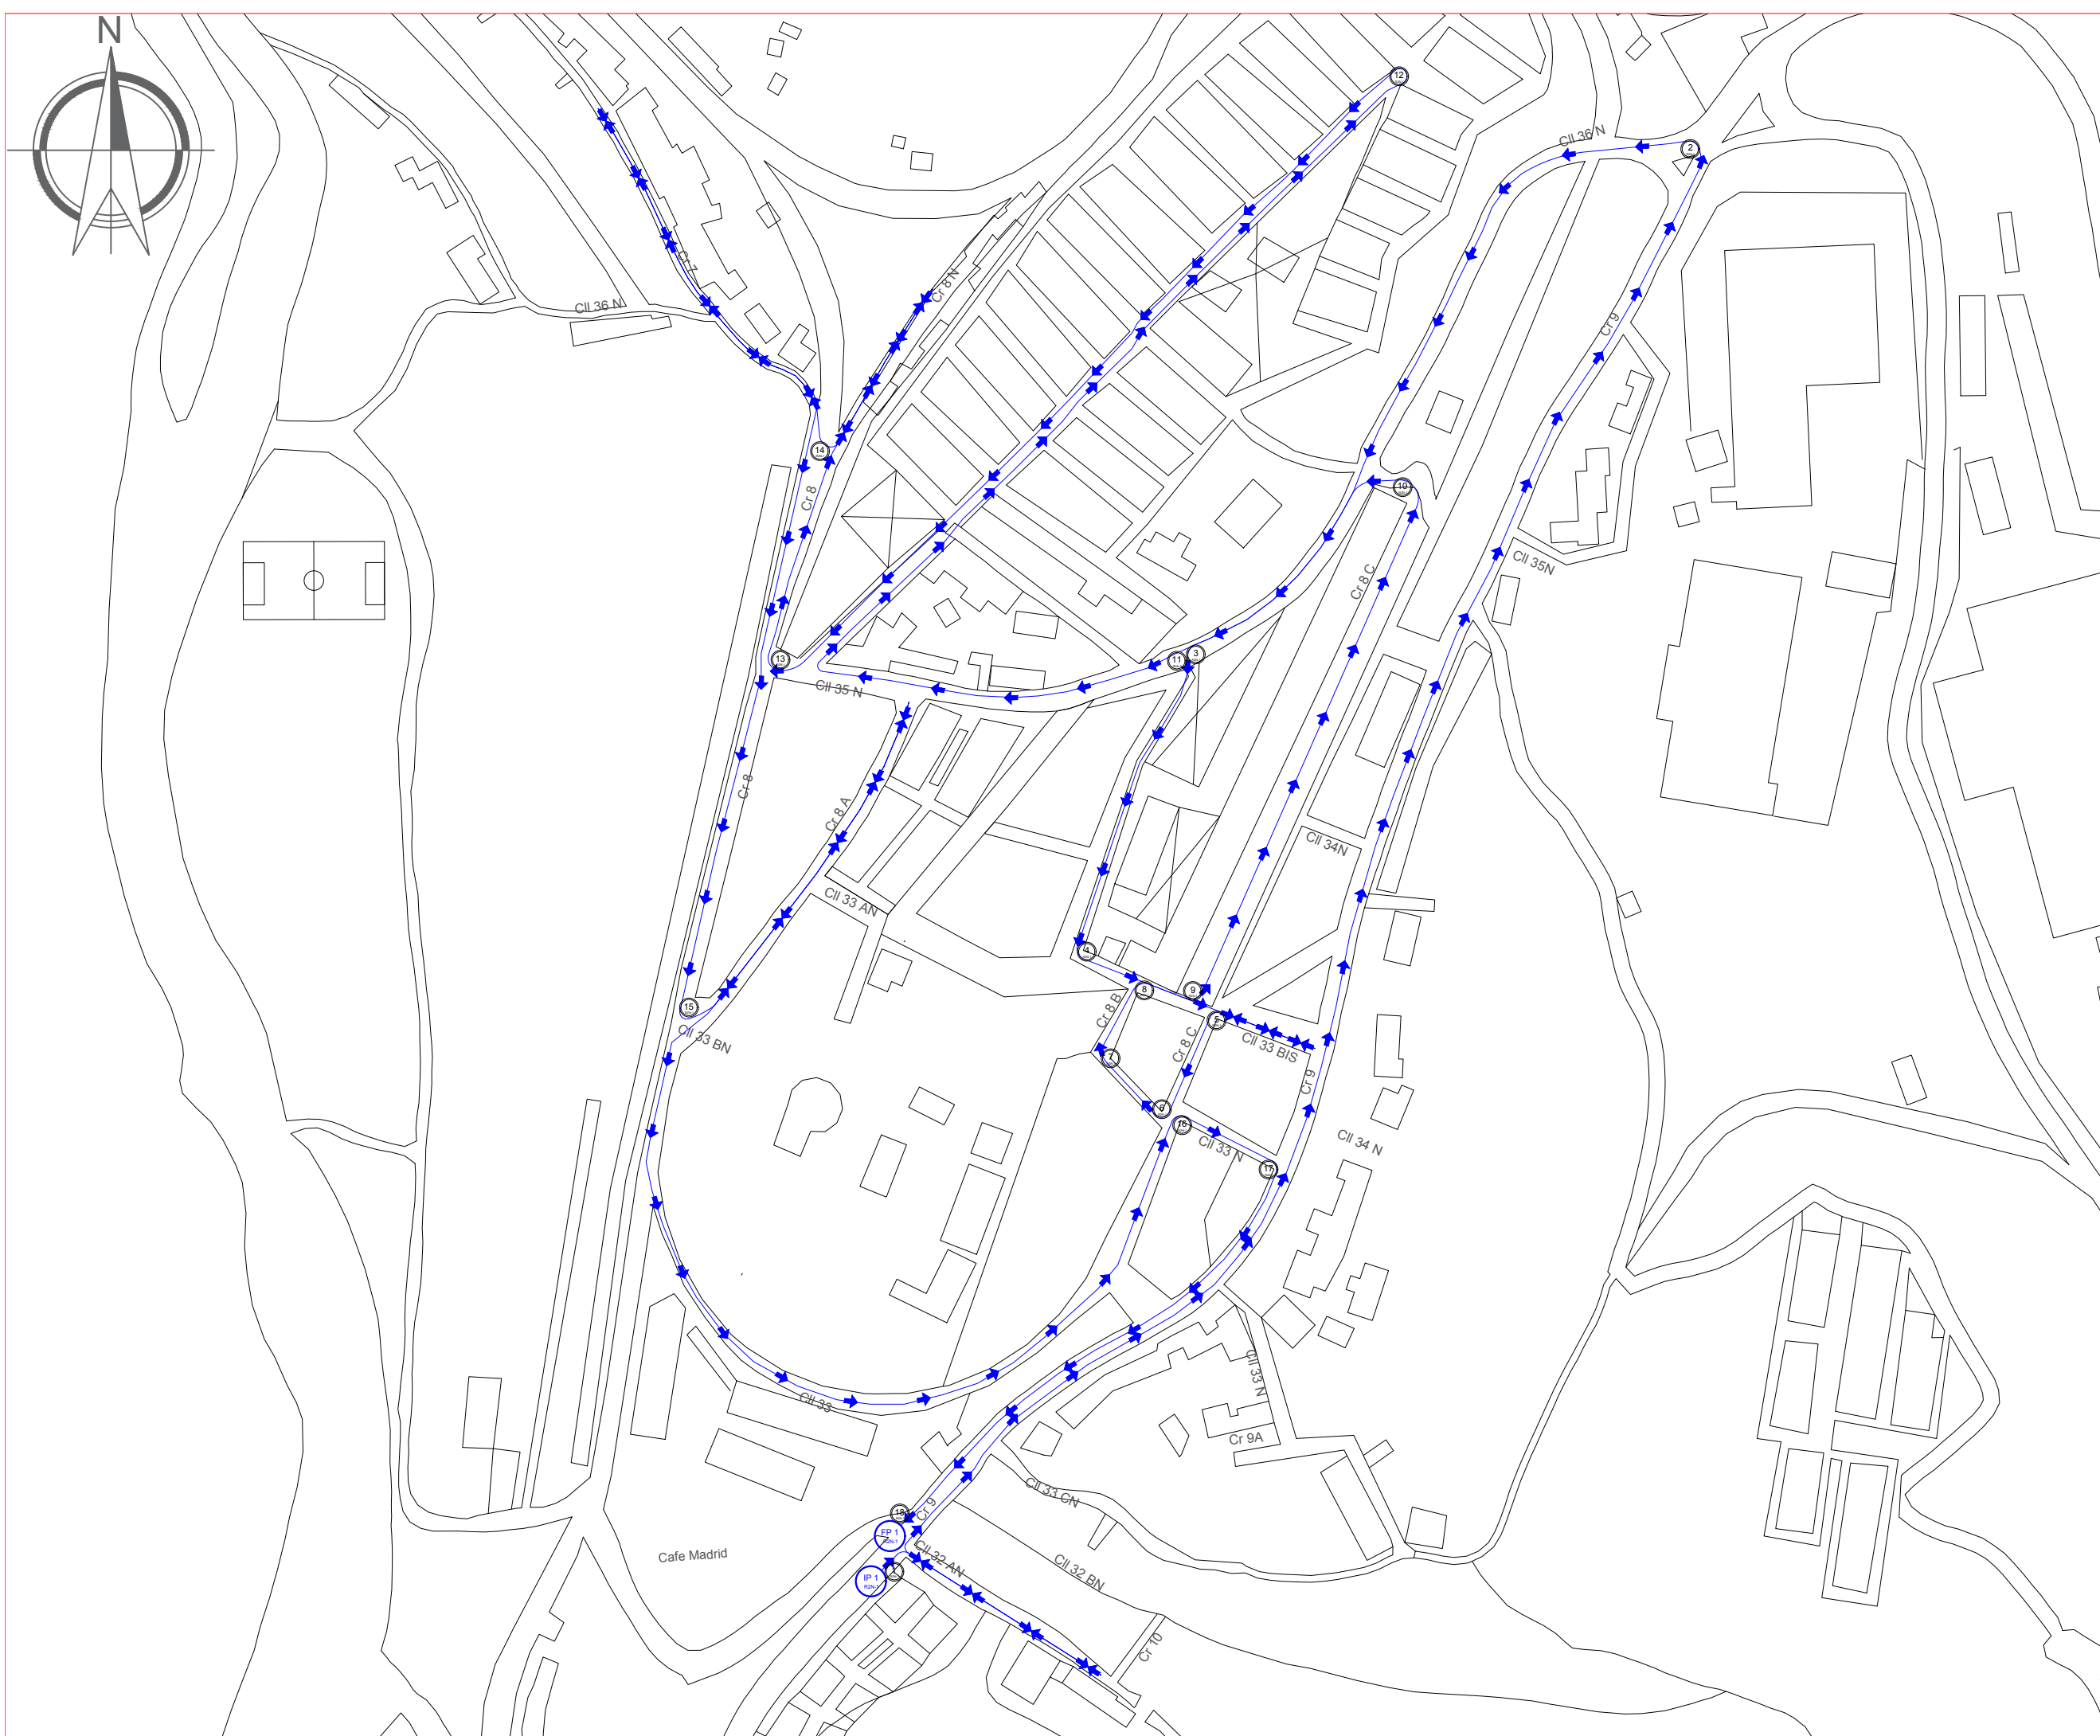 N
12
Cll 36 N
2
Cr 7
Cr 8 N
Cll 36 N
Cr 9
14
10
Cr 8
Cll 35N
Cr 8 C
13
11
3
Cll 35 N
Cr 8
Cr 8 A
Cll 34N
Cll 33 AN
4
8
9
15
Cr 8 B
5
Cll 33 BN
Cr 8 C
Cll 33 BIS
7
Cr 9
6
16
Cll 33 N
Cll 34 N
17
Cll 33 N
Cll 33
Cr 9A
Cll 33 CN
18
Cr 9
FP 1
R2N-1
Cafe Madrid
Cll 32 AN
Cll 32 BN
IP 1
R2N-1
Cr 10